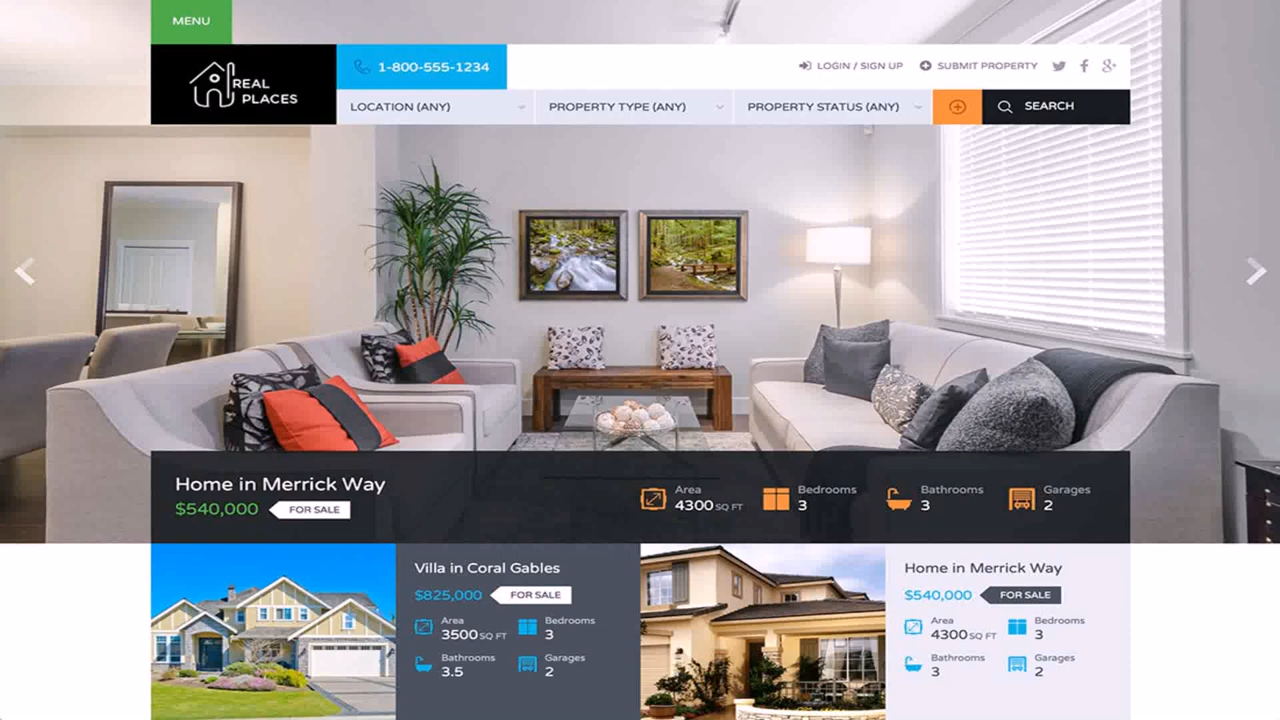 MENU
REAL
PLACES
1-800-555-1234
LOGIN / SIGN UP
SUBMIT PROPERTY
LOCATION (ANY)
PROPERTY TYPE (ANY)
PROPERTY STATUS (ANY)
SEARCH
Home in Merrick Way
$540,000
FOR SALE
Area
4300 SQ FT
Bedrooms
3
Bathrooms
3
Garages
2
Villa in Coral Gables
$825,000
FOR SALE
Area
3500 SQ FT
Bedrooms
3
Bathrooms
3.5
Garages
2
Home in Merrick Way
$540,000
FOR SALE
Area
4300 SQ FT
Bedrooms
3
Bathrooms
3
Garages
2